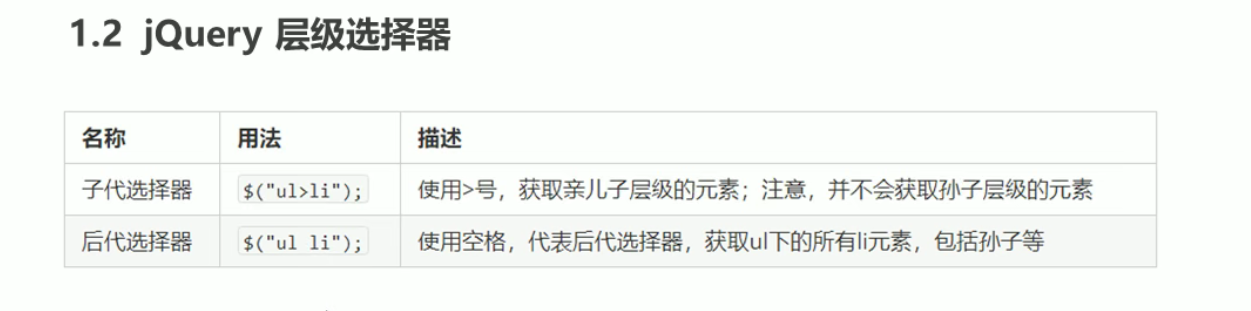 1.2 jQuery 层级选择器
名称 用法 描述
子代选择器 $("ul>li"); 使用>号，获取亲儿子层级的元素；注意，并不会获取孙子层级的元素
后代选择器 $("ul li"); 使用空格，代表后代选择器，获取ul下的所有li元素，包括孙子等